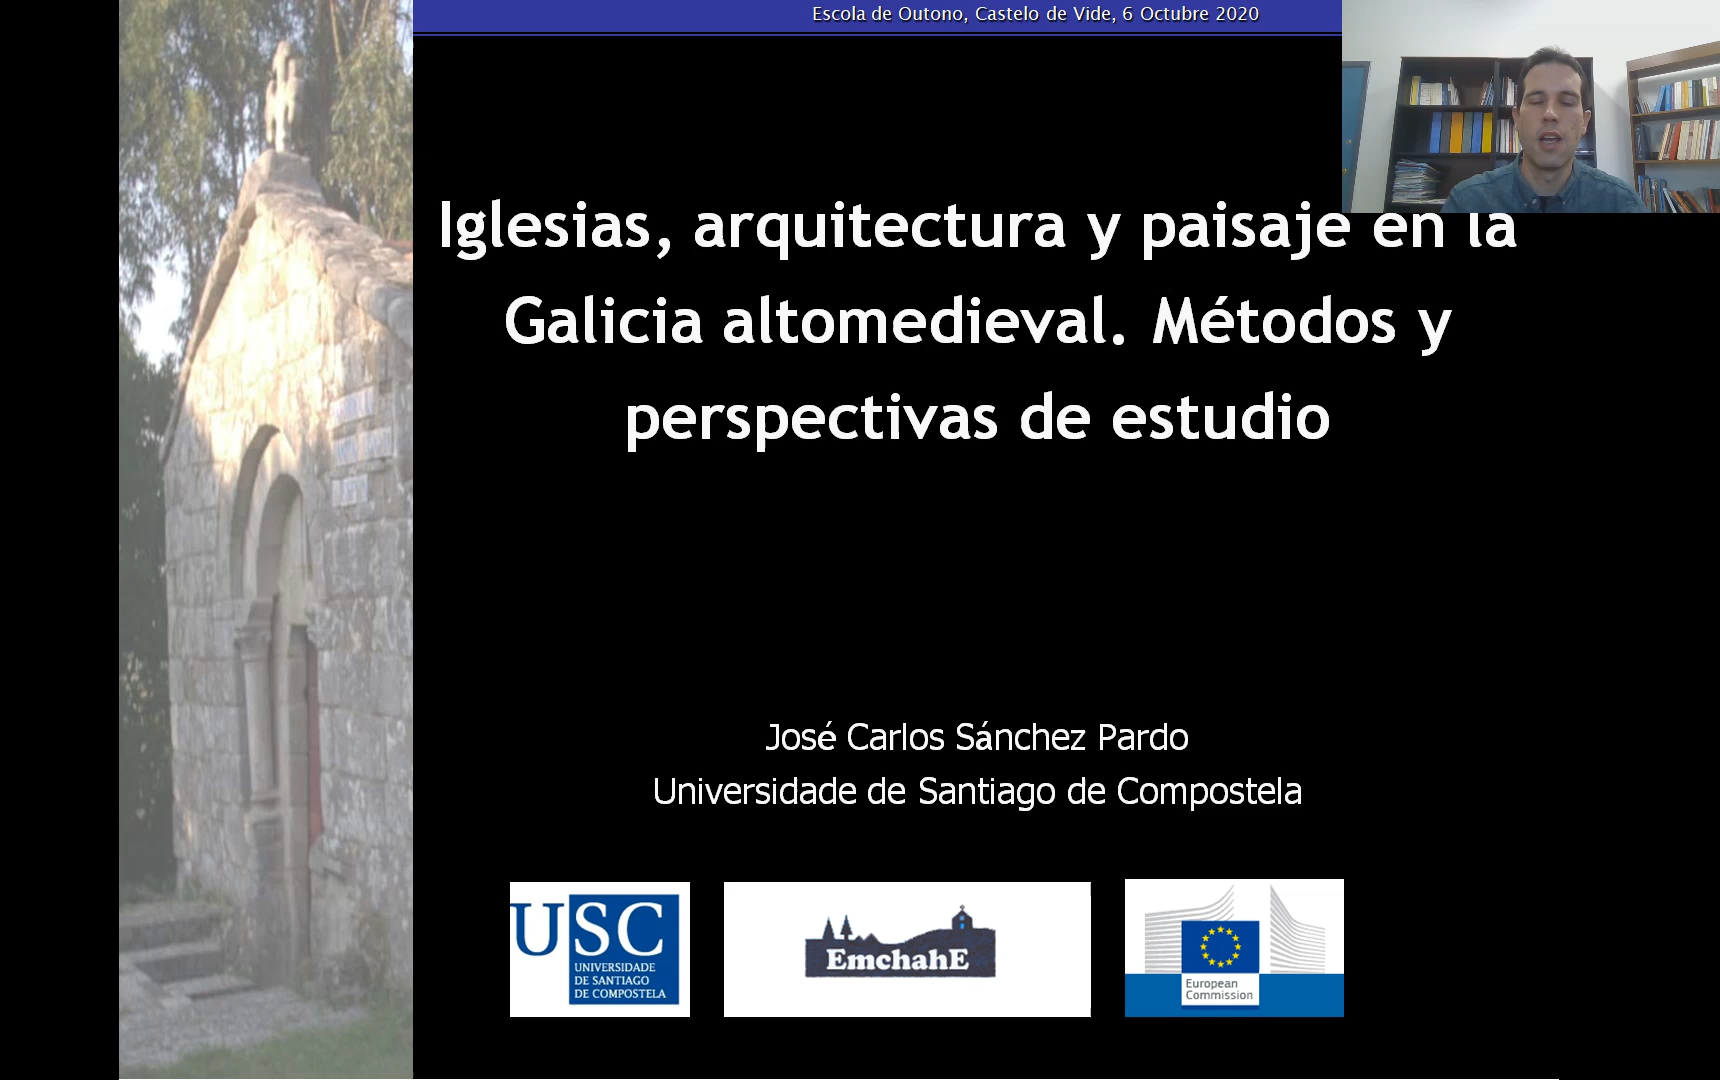 Escola de Outono, Castelo de Vide, 6 Octubre 2020
Iglesias, arquitectura y paisaje en la
Galicia altomedieval. Métodos y
perspectivas de estudio
José Carlos Sánchez Pardo
Universidade de Santiago de Compostela
USC
UNIVERSIDADE
DE SANTIAGO
DE COMPOSTELA
EmchahE
European
Commission